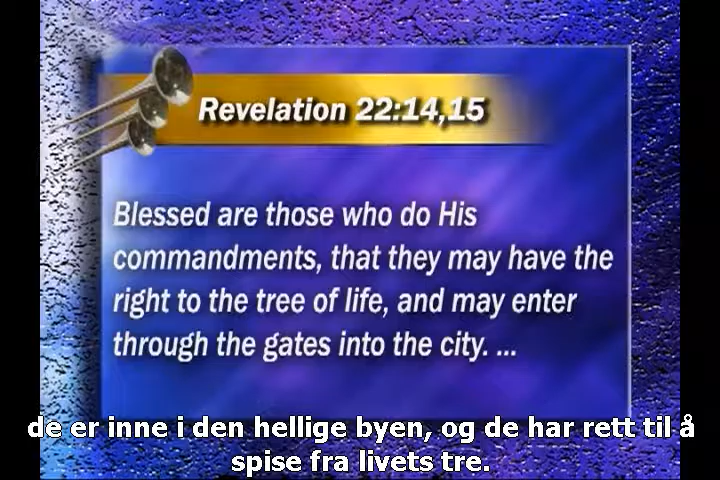 Revelation 22:14,15
Blessed are those who do His
commandments, that they may have the
right to the tree of life, and may enter
through the gates into the city. ...
de er inne i den hellige byen, og de har rett til å
spise fra livets tre.